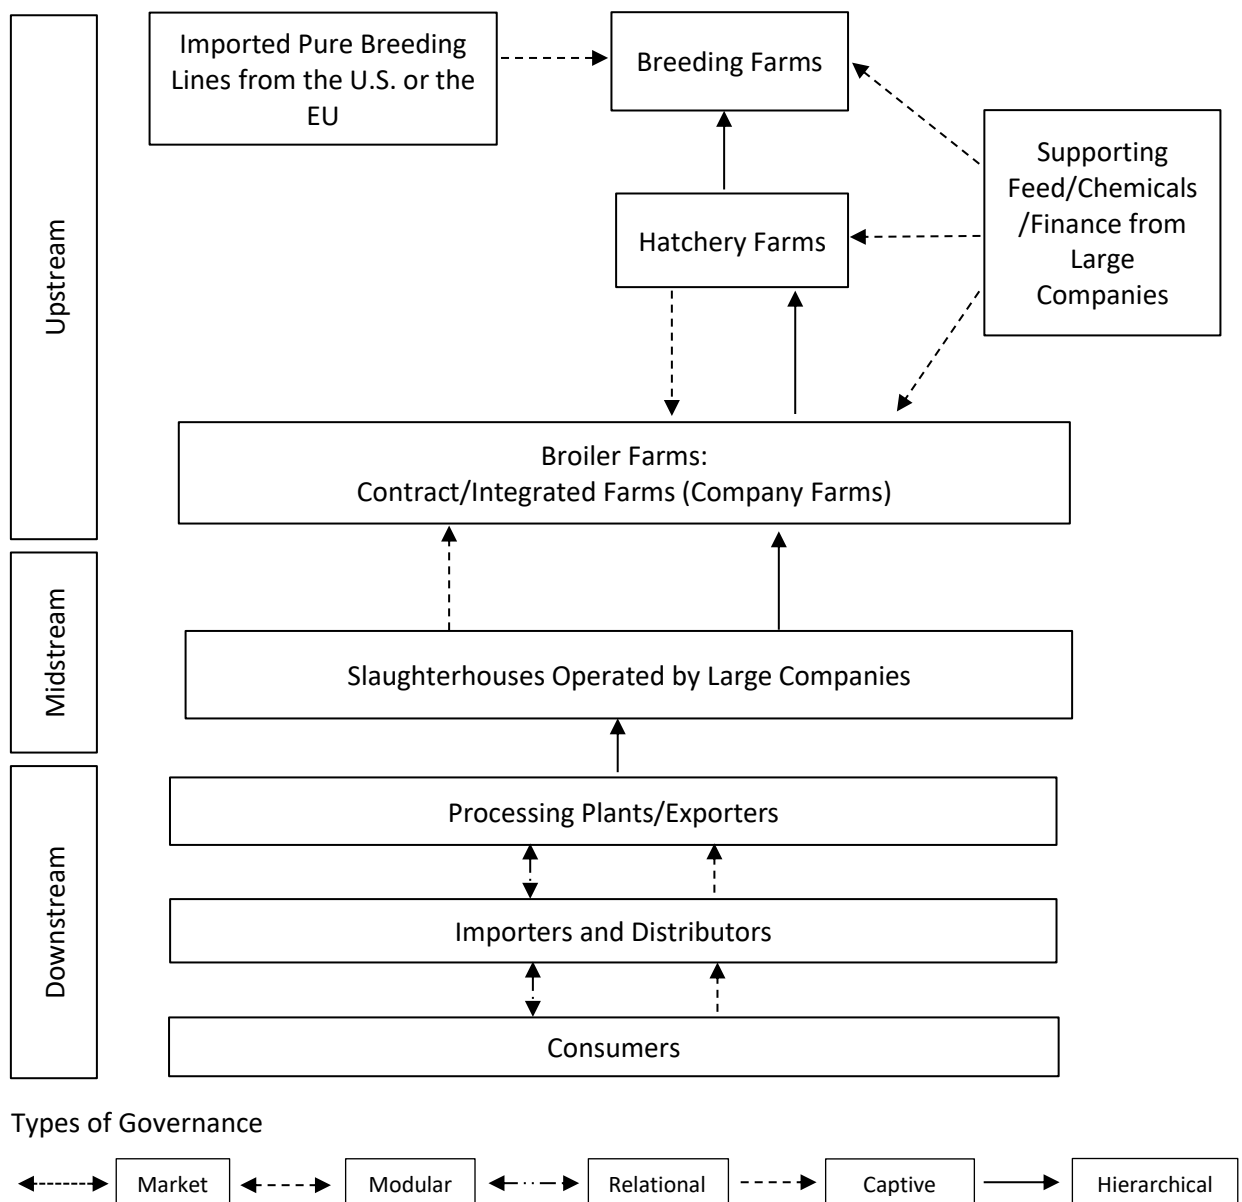 Upstream
Imported Pure Breeding
Lines from the U.S. or the
EU
Breeding Farms
Supporting
Feed/Chemicals
/Finance from
Large
Companies
Hatchery Farms
Broiler Farms:
Contract/Integrated Farms (Company Farms)
Midstream
Slaughterhouses Operated by Large Companies
Downstream
Processing Plants/Exporters
Importers and Distributors
Consumers
Types of Governance
Market
Modular
Relational
Captive
Hierarchical